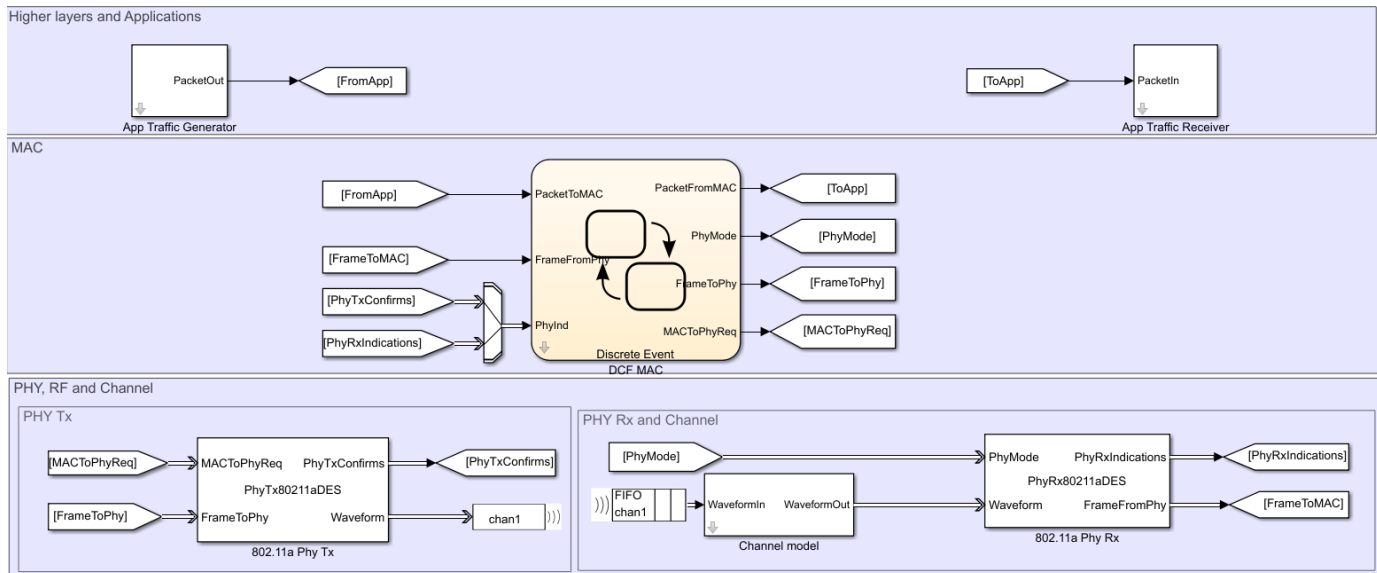 Higher layers and Applications
PacketOut
[FromApp]
App Traffic Generator
[ToApp]
PacketIn
App Traffic Receiver
MAC
[FromApp]
[FrameToMAC]
[PhyTxConfirms]
[PhyRxIndications]
PacketToMAC
FrameFromPhy
PhyInd
PacketFromMAC
PhyMode
FrameToPhy
MACToPhyReq
Discrete Event
DCF MAC
[ToApp]
[PhyMode]
[FrameToPhy]
[MACToPhyReq]
PHY, RF and Channel
PHY Tx
[MACToPhyReq]
[FrameToPhy]
MACToPhyReq
PhyTxConfirms
PhyTx80211aDES
FrameToPhy
Waveform
802.11a Phy Tx
[PhyTxConfirms]
chan1
PHY Rx and Channel
[PhyMode]
FIFO
chan1
WaveformIn
WaveformOut
Channel model
PhyMode
PhyRxIndications
PhyRx80211aDES
Waveform
FrameFromPhy
802.11a Phy Rx
[PhyRxIndications]
[FrameToMAC]